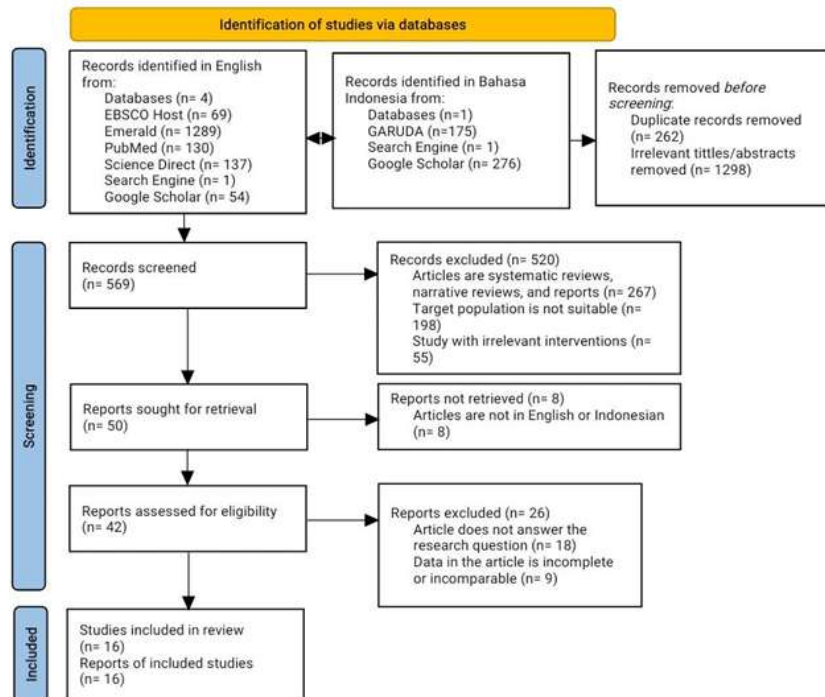 Identification of studies via databases
Identification
Records identified in English
from:
Databases (n= 4)
EBSCO Host (n= 69)
Emerald (n= 1289)
PubMed (n= 130)
Science Direct (n= 137)
Search Engine (n= 1)
Google Scholar (n= 54)
Records identified in Bahasa
Indonesia from:
Databases (n=1)
GARUDA (n=175)
Search Engine (n= 1)
Google Scholar (n= 276)
Records removed before
screening:
Duplicate records removed
(n= 262)
Irrelevant tittles/abstracts
removed (n= 1298)
Screening
Records screened
(n= 569)
Records excluded (n= 520)
Articles are systematic reviews,
narrative reviews, and reports (n= 267)
Target population is not suitable (n=
198)
Study with irrelevant interventions (n=
55)
Reports sought for retrieval
(n= 50)
Reports not retrieved (n= 8)
Articles are not in English or Indonesian
(n= 8)
Reports assessed for eligibility
(n= 42)
Reports excluded (n= 26)
Article does not answer the
research question (n= 18)
Data in the article is incomplete
or incomparable (n= 9)
Included
Studies included in review
(n= 16)
Reports of included studies
(n= 16)